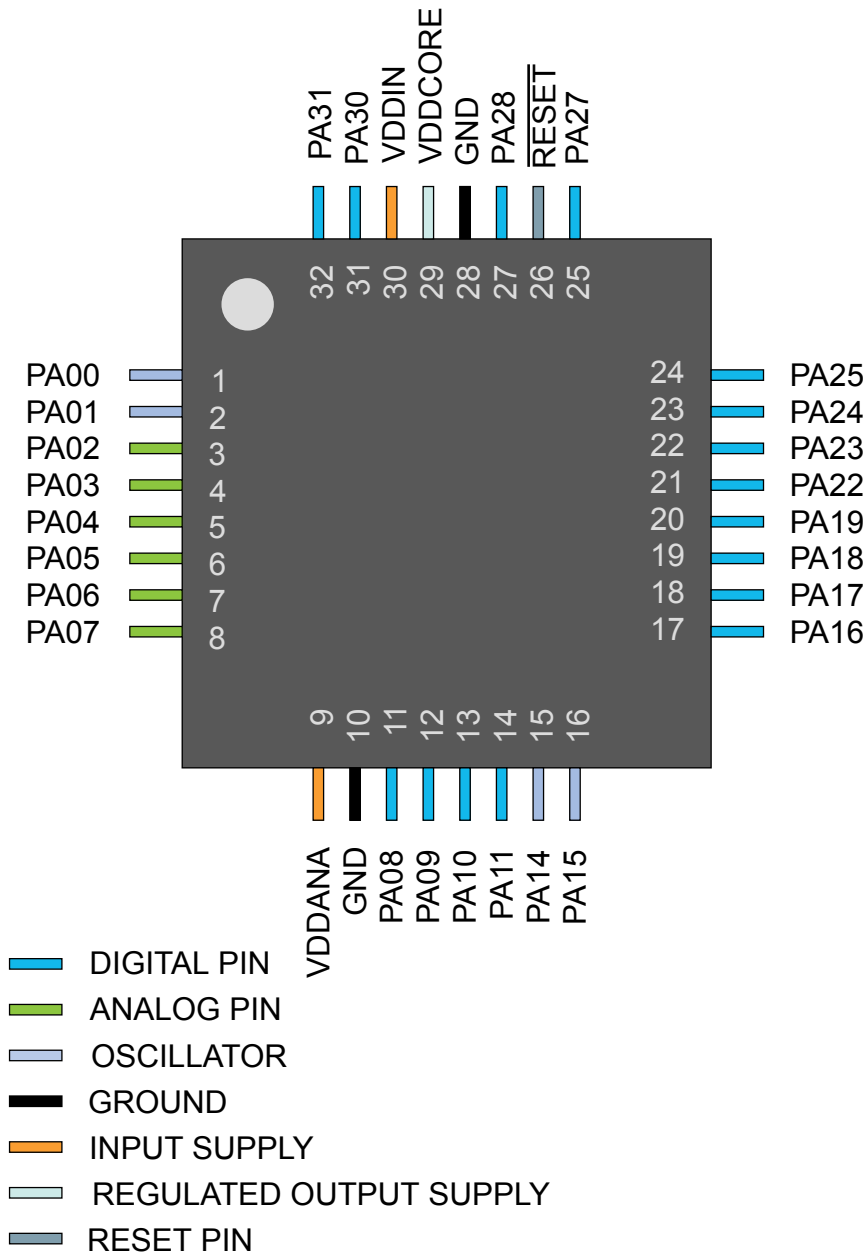 PA31
PA30
VDDIN
VDDCORE
GND
PA28
RESET
PA27
32
31
30
29
28
27
26
25
PA00 1
PA01 2
PA02 3
PA03 4
PA04 5
PA05 6
PA06 7
PA07 8
24 PA25
23 PA24
22 PA23
21 PA22
20 PA19
19 PA18
18 PA17
17 PA16
9
10
11
12
13
14
15
16
VDDANA
GND
PA08
PA09
PA10
PA11
PA14
PA15
DIGITAL PIN
ANALOG PIN
OSCILLATOR
GROUND
INPUT SUPPLY
REGULATED OUTPUT SUPPLY
RESET PIN